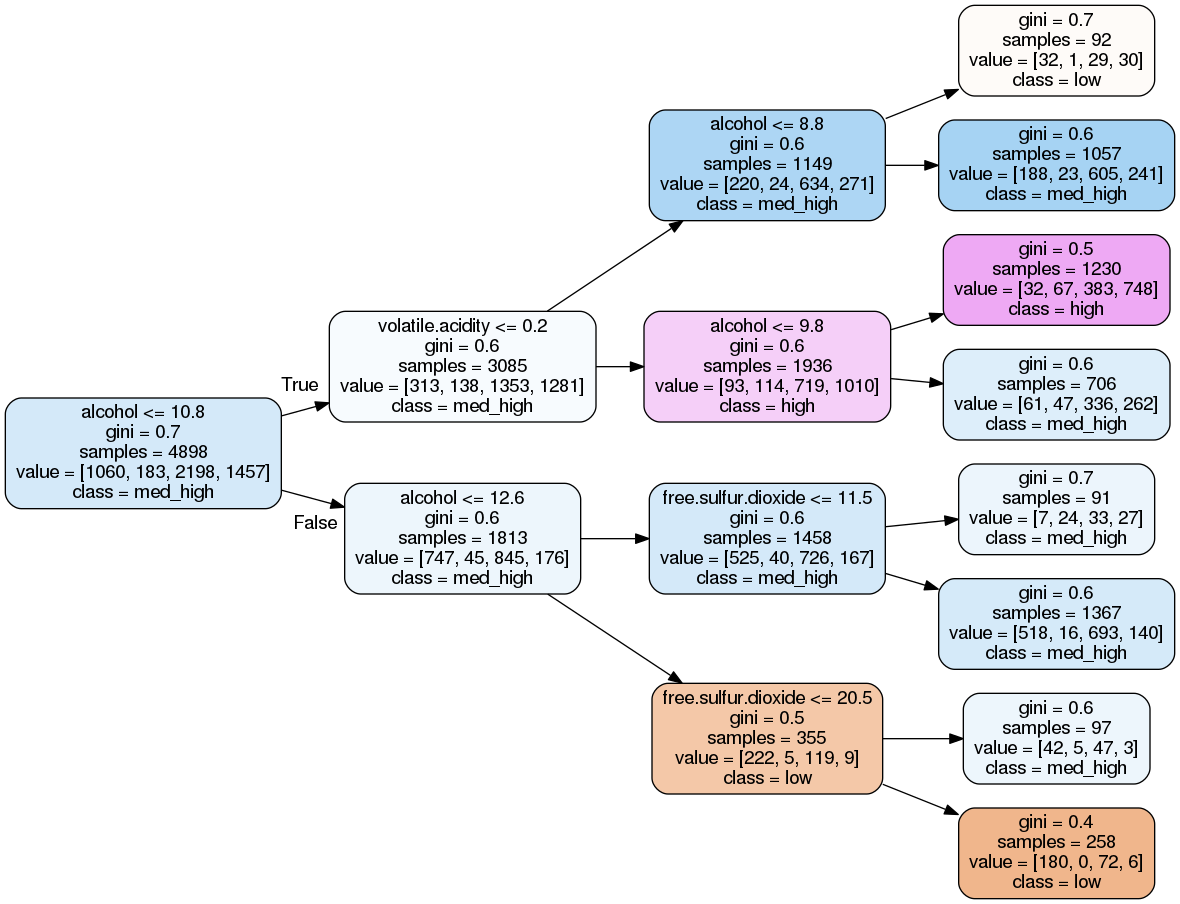 alcohol <= 10.8
gini = 0.7
samples = 4898
value = [1060, 183, 2198, 1457]
class = med_high
True
False
volatile.acidity <= 0.2
gini = 0.6
samples = 3085
value = [313, 138, 1353, 1281]
class = med_high
alcohol <= 12.6
gini = 0.6
samples = 1813
value = [747, 45, 845, 176]
class = med_high
alcohol <= 8.8
gini = 0.6
samples = 1149
value = [220, 24, 634, 271]
class = med_high
alcohol <= 9.8
gini = 0.6
samples = 1936
value = [93, 114, 719, 1010]
class = high
free.sulfur.dioxide <= 11.5
gini = 0.6
samples = 1458
value = [525, 40, 726, 167]
class = med_high
free.sulfur.dioxide <= 20.5
gini = 0.5
samples = 355
value = [222, 5, 119, 9]
class = low
gini = 0.7
samples = 92
value = [32, 1, 29, 30]
class = low
gini = 0.6
samples = 1057
value = [188, 23, 605, 241]
class = med_high
gini = 0.5
samples = 1230
value = [32, 67, 383, 748]
class = high
gini = 0.6
samples = 706
value = [61, 47, 336, 262]
class = med_high
gini = 0.7
samples = 91
value = [7, 24, 33, 27]
class = med_high
gini = 0.6
samples = 1367
value = [518, 16, 693, 140]
class = med_high
gini = 0.6
samples = 97
value = [42, 5, 47, 3]
class = med_high
gini = 0.4
samples = 258
value = [180, 0, 72, 6]
class = low